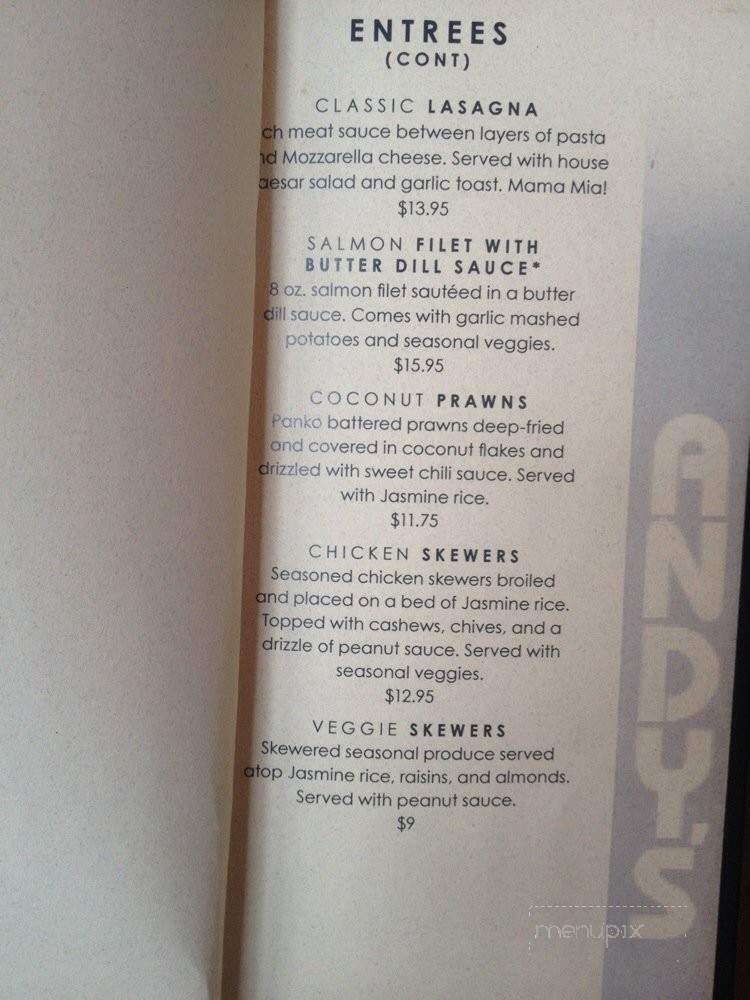 ENTREES
(CONT)
CLASSIC LASAGNA
ch meat sauce between layers of pasta
nd Mozzarella cheese. Served with house
aesar salad and garlic toast. Mama Mia!
$13.95
SALMON FILET WITH
BUTTER DILL SAUCE*
8 oz. salmon filet sautéed in a butter
dill sauce. Comes with garlic mashed
potatoes and seasonal veggies.
$15.95
COCONUT PRAWNS
Panko battered prawns deep-fried
and covered in coconut flakes and
drizzled with sweet chili sauce. Served
with Jasmine rice.
$11.75
CHICKEN SKEWERS
Seasoned chicken skewers broiled
and placed on a bed of Jasmine rice.
Topped with cashews, chives, and a
drizzle of peanut sauce. Served with
seasonal veggies.
$12.95
VEGGIE SKEWERS
Skewered seasonal produce served
atop Jasmine rice, raisins, and almonds.
Served with peanut sauce.
$9
ANDY'S
menupix